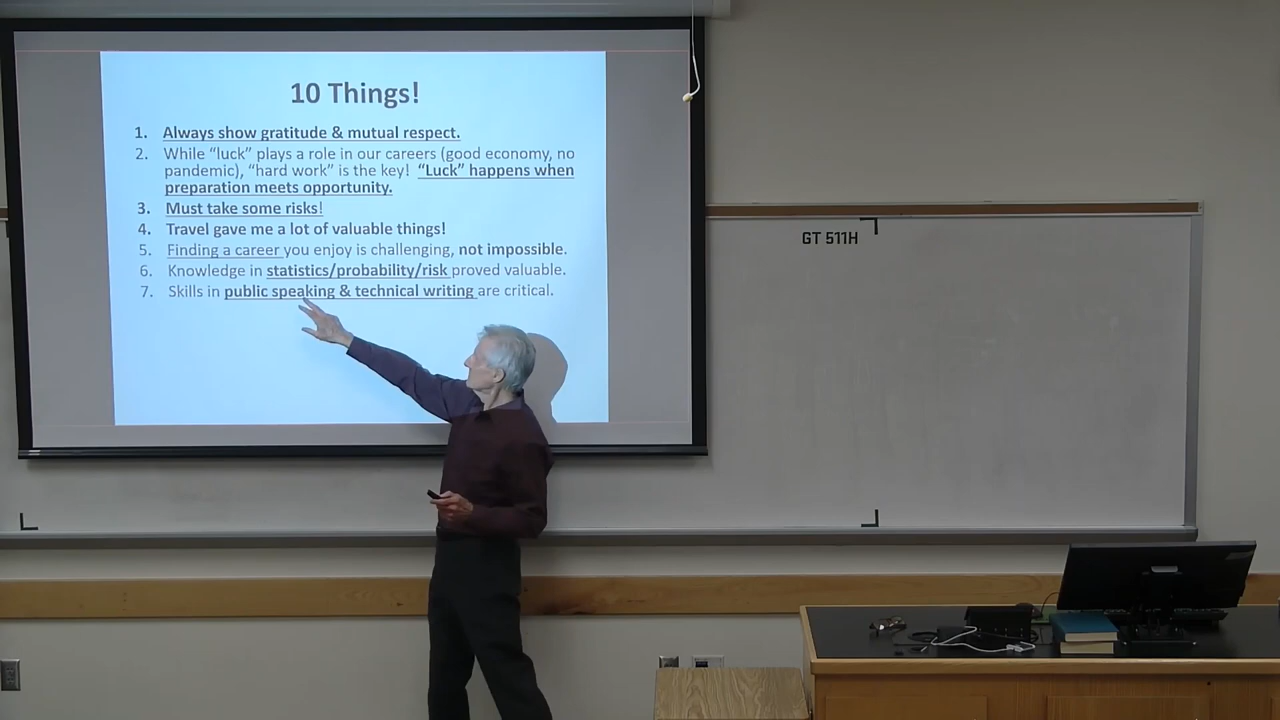 10 Things!
1. Always show gratitude & mutual respect.
2. While “luck” plays a role in our careers (good economy, no
pandemic), “hard work” is the key! “Luck” happens when
preparation meets opportunity.
3. Must take some risks!
4. Travel gave me a lot of valuable things!
5. Finding a career you enjoy is challenging, not impossible.
6. Knowledge in statistics/probability/risk proved valuable.
7. Skills in public speaking & technical writing are critical.
GT 511H